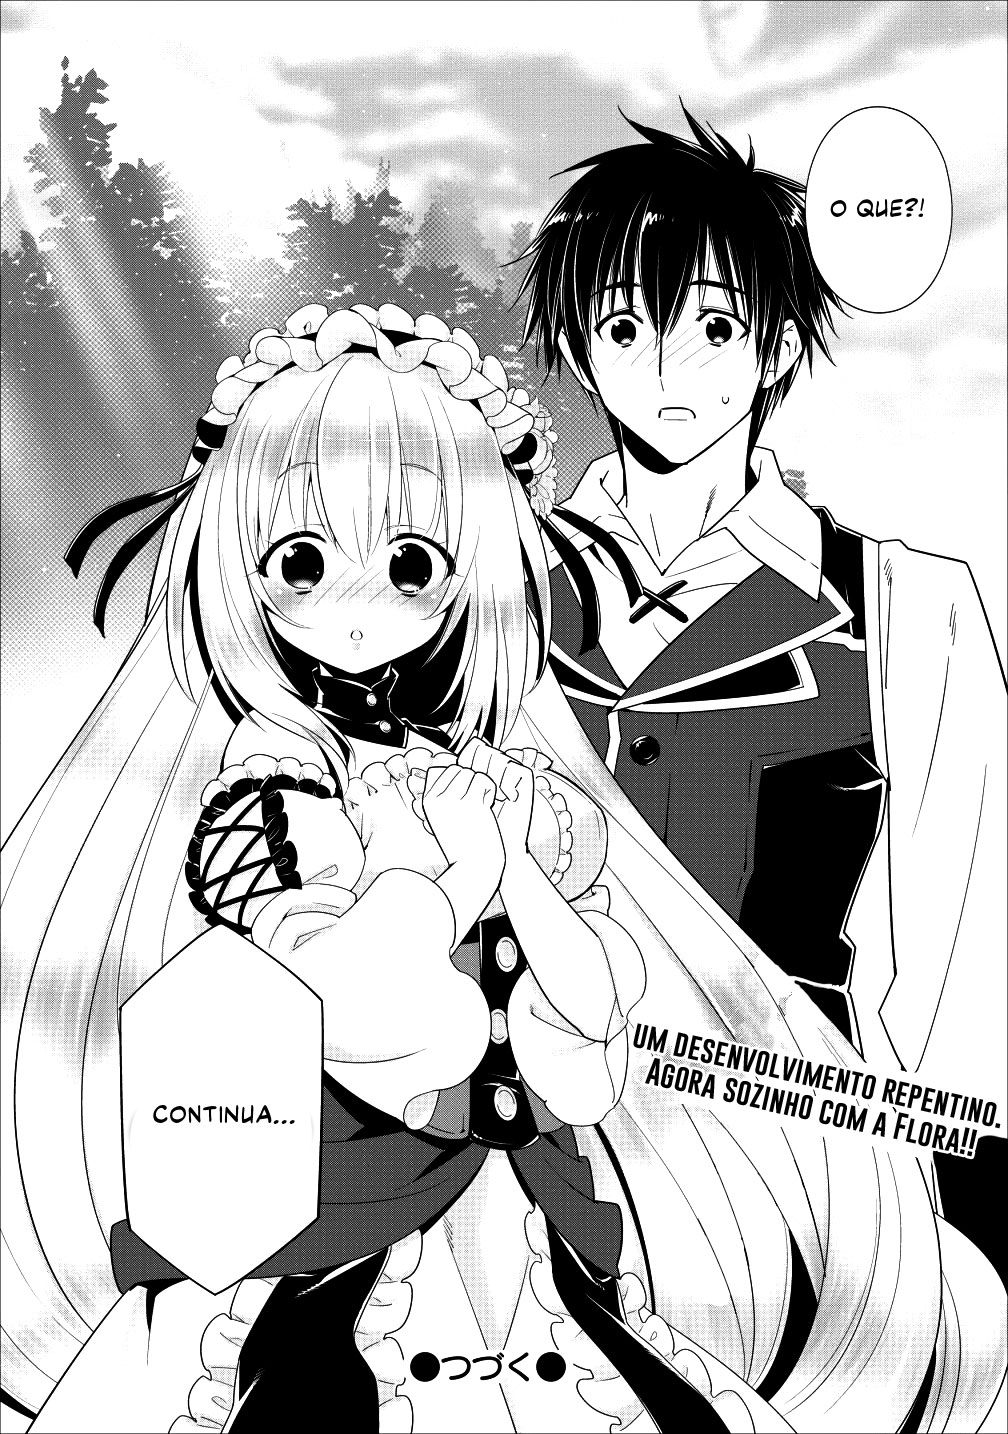 O QUE?!
UM DESENVOLVIMENTO REPENTINO.
AGORA SOZINHO COM A FLORA!!
CONTINUA...
●つづく●